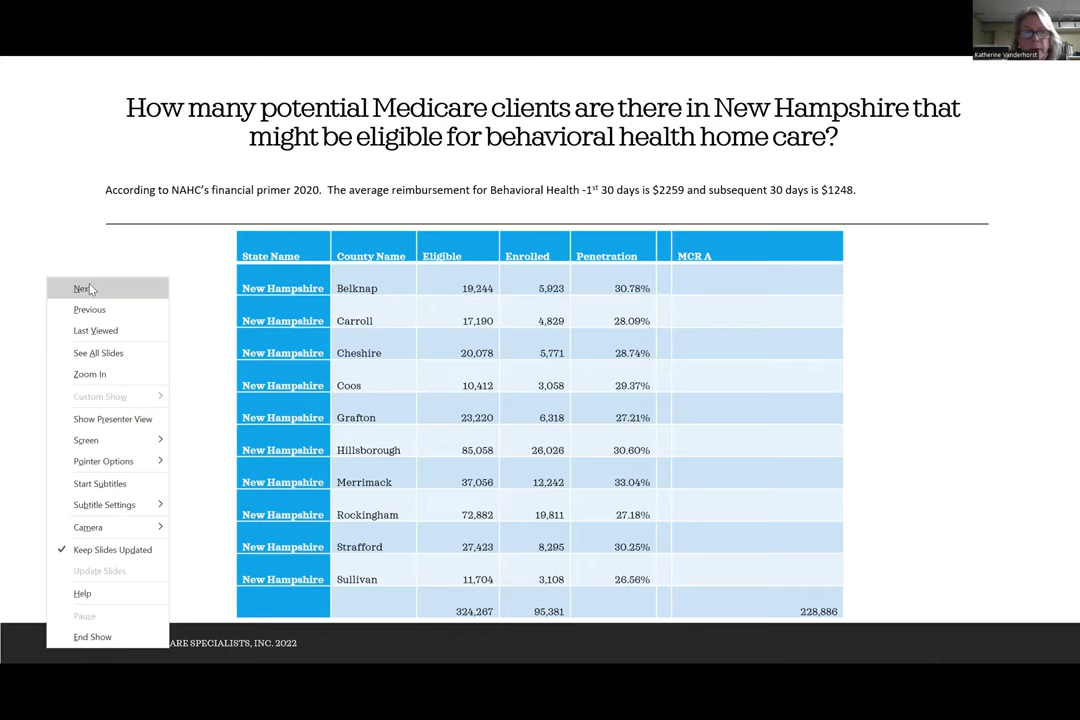 Katherine Vanderhorst
How many potential Medicare clients are there in New Hampshire that
might be eligible for behavioral health home care?
According to NAHC's financial primer 2020. The average reimbursement for Behavioral Health -1st 30 days is $2259 and subsequent 30 days is $1248.
State Name County Name Eligible Enrolled Penetration MCR A
New Hampshire Belknap 19,244 5,923 30.78%
New Hampshire Carroll 17,190 4,829 28.09%
New Hampshire Cheshire 20,078 5,771 28.74%
New Hampshire Coos 10,412 3,058 29.37%
New Hampshire Grafton 23,220 6,318 27.21%
New Hampshire Hillsborough 85,058 26,026 30.60%
New Hampshire Merrimack 37,056 12,242 33.04%
New Hampshire Rockingham 72,882 19,811 27.18%
New Hampshire Strafford 27,423 8,295 30.25%
New Hampshire Sullivan 11,704 3,108 26.56%
324,267 95,381 228,886
Next
Previous
Last Viewed
See All Slides
Zoom In
Custom Show
Show Presenter View
Screen
Pointer Options
Start Subtitles
Subtitle Settings
Camera
Keep Slides Updated
Update Slides
Help
Pause
End Show
ARE SPECIALISTS, INC. 2022